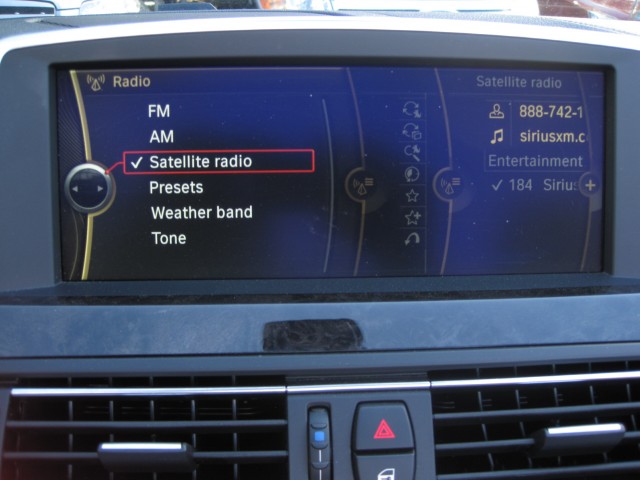 Radio
FM
AM
Satellite radio
Presets
Weather band
Tone
Satellite radio
888-742-1
siriusxm.c
Entertainment
184 Siriu